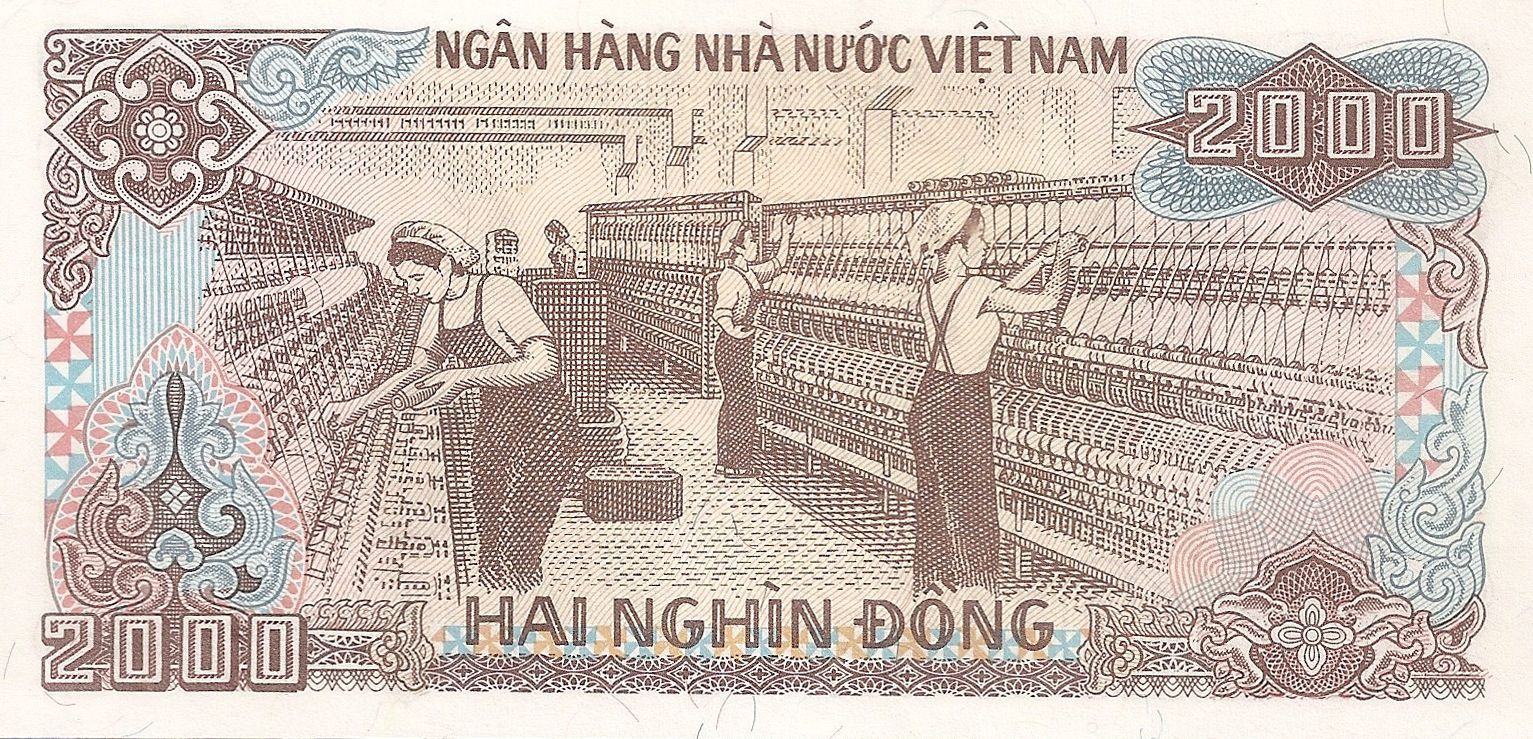 NGÂN HÀNG NHÀ NƯỚC VIỆT NAM
2000
HAI NGHÌN ĐỒNG
2000